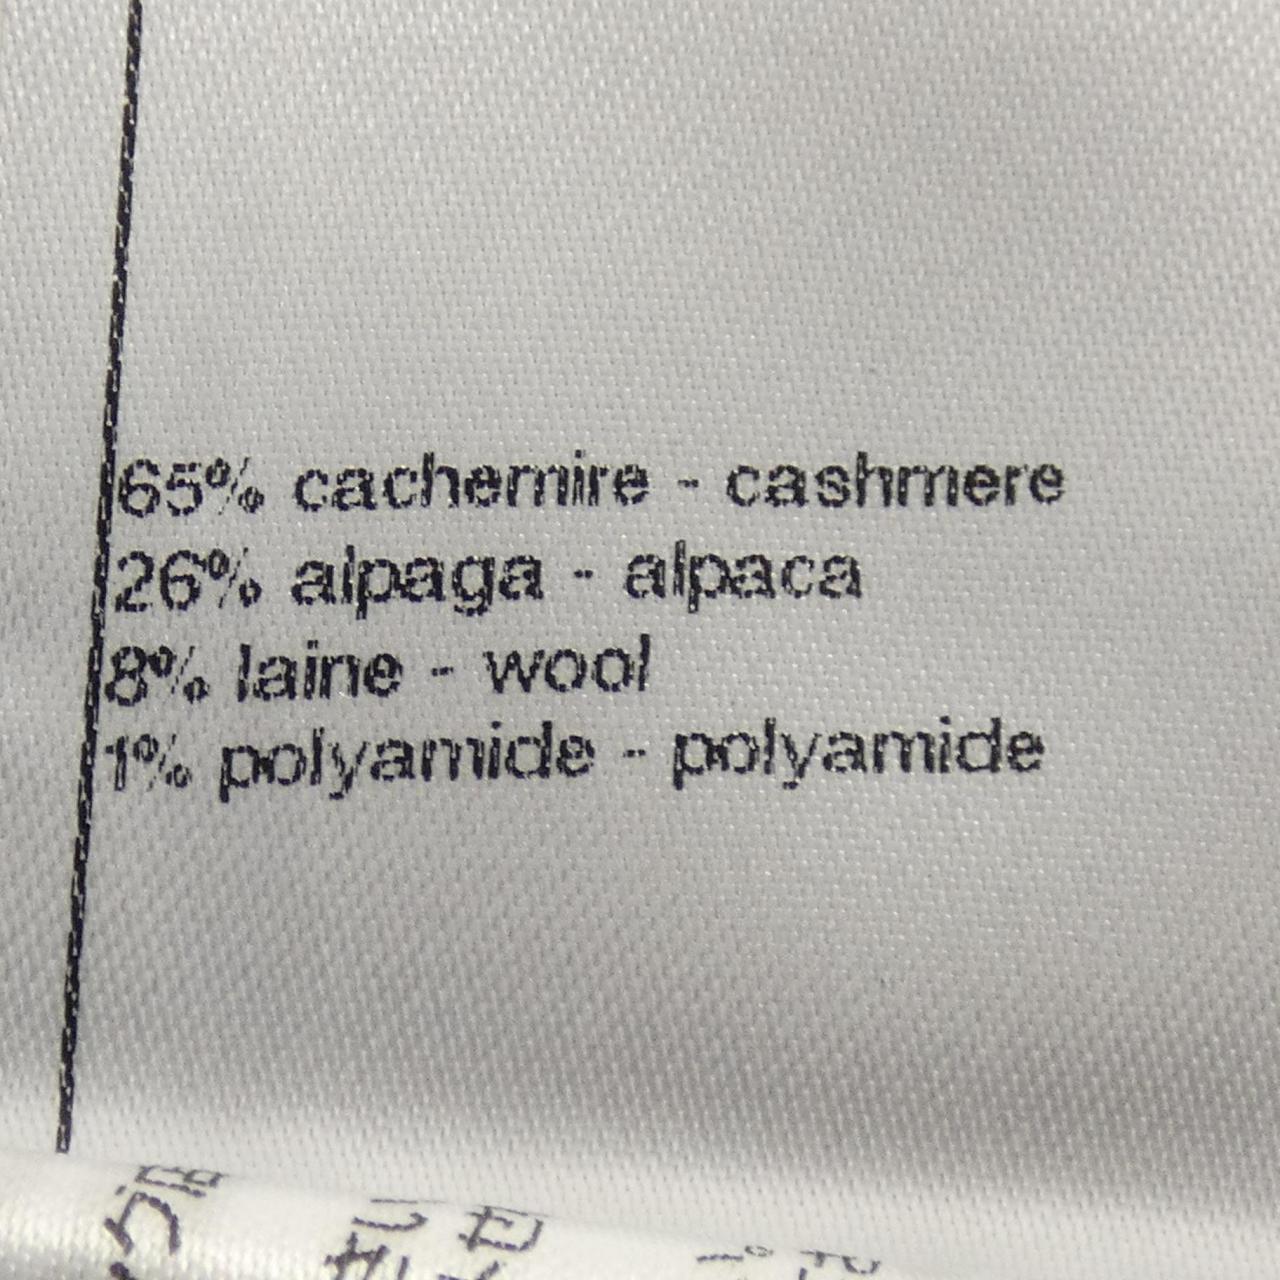 65% cachemire - cashmere
26% alpaga - alpaca
8% laine - wool
1% polyamide - polyamide